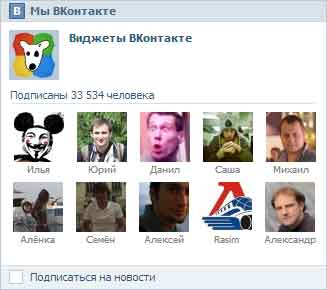 В Мы ВКонтакте
Виджеты ВКонтакте
Подписаны 33 534 человека
Илья Юрий Данил Саша Михаил
Алёнка Семён Алексей Rasim Александр
Подписаться на новости